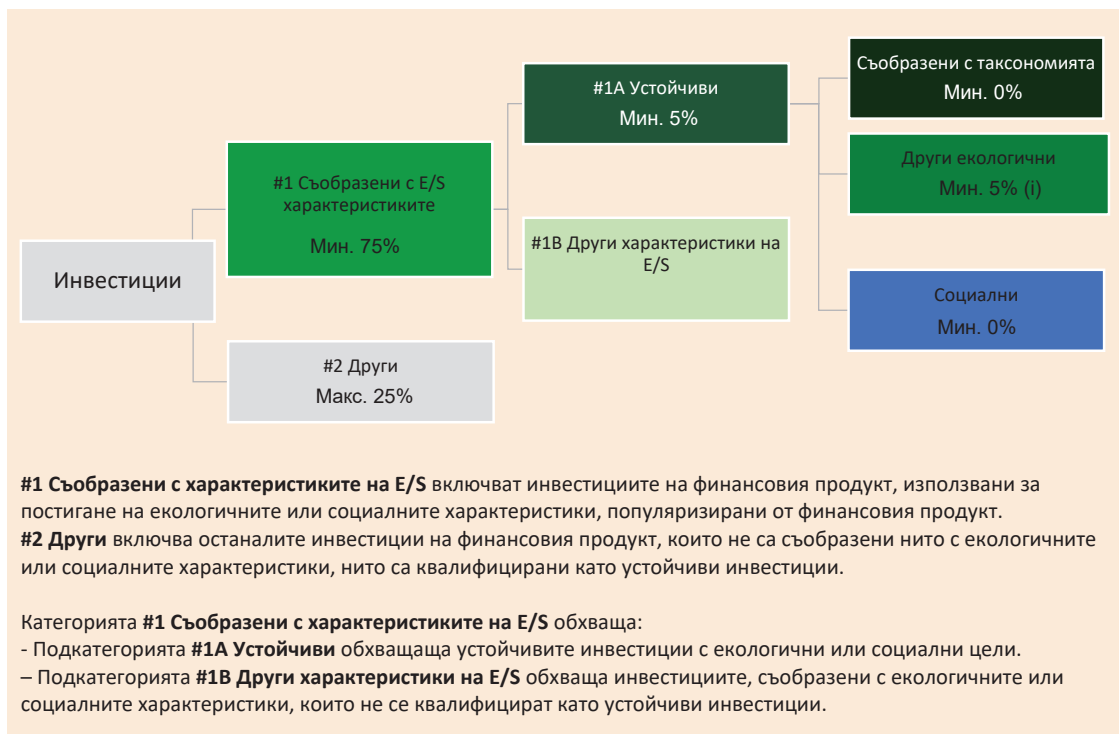 Инвестиции
#1 Съобразени с E/S
характеристиките
Мин. 75%
#2 Други
Макс. 25%
#1A Устойчиви
Мин. 5%
#1B Други характеристики на
E/S
Съобразени с таксономията
Мин. 0%
Други екологични
Мин. 5% (i)
Социални
Мин. 0%
#1 Съобразени с характеристиките на E/S включват инвестициите на финансовия продукт, използвани за
постигане на екологичните или социалните характеристики, популяризирани от финансовия продукт.
#2 Други включва останалите инвестиции на финансовия продукт, които не са съобразени нито с екологичните
или социалните характеристики, нито са квалифицирани като устойчиви инвестиции.
Категорията #1 Съобразени с характеристиките на E/S обхваща:
- Подкатегорията #1A Устойчиви обхващаща устойчивите инвестиции с екологични или социални цели.
– Подкатегорията #1B Други характеристики на E/S обхваща инвестициите, съобразени с екологичните или
социалните характеристики, които не се квалифицират като устойчиви инвестиции.